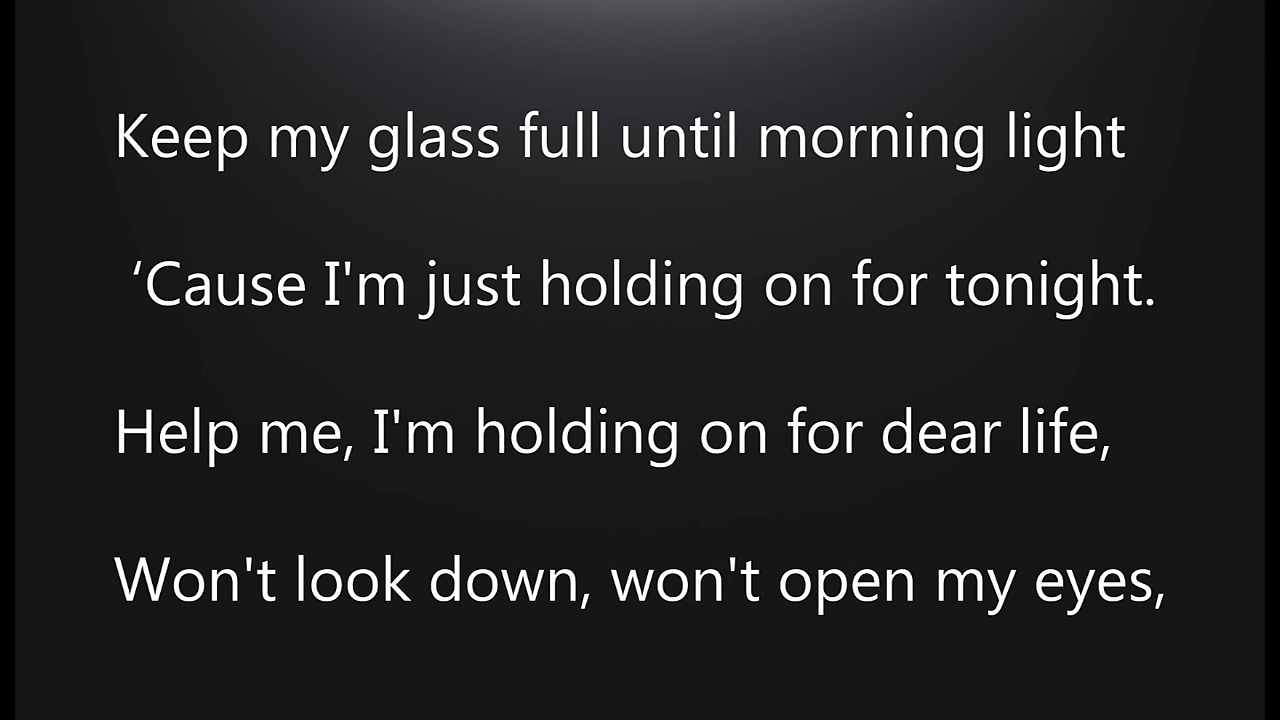 Keep my glass full until morning light
‘Cause I'm just holding on for tonight.
Help me, I'm holding on for dear life,
Won't look down, won't open my eyes,